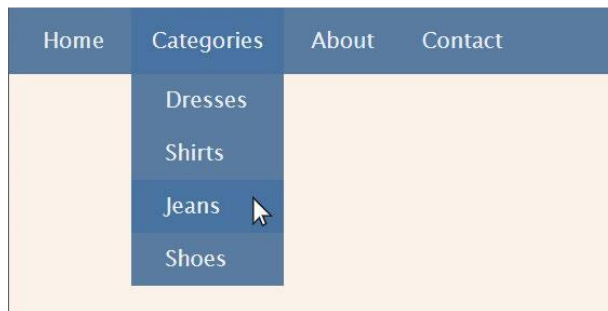 Home Categories About Contact
Dresses
Shirts
Jeans
Shoes